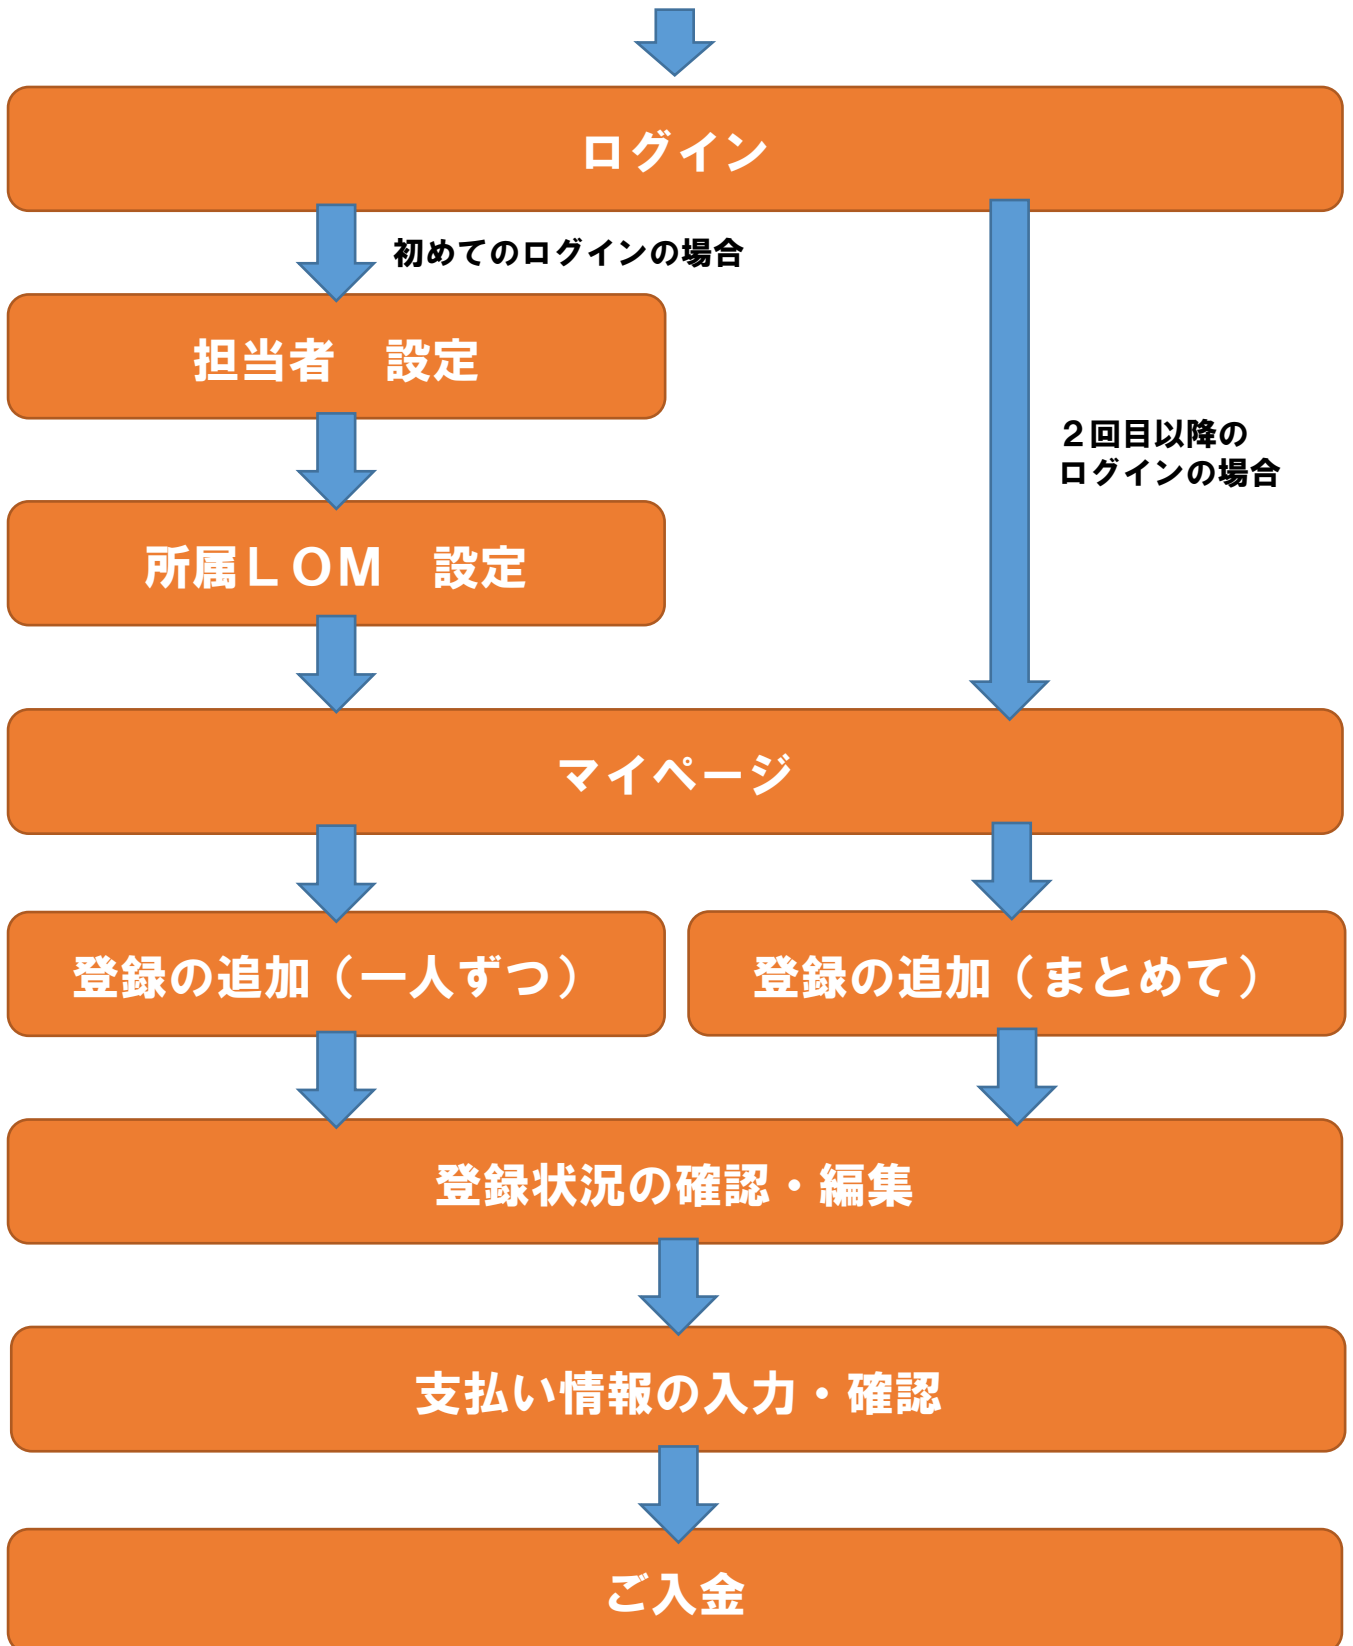 ログイン
初めてのログインの場合
担当者　設定
２回目以降の
ログインの場合
所属ＬＯＭ　設定
マイページ
登録の追加（一人ずつ）
登録の追加（まとめて）
登録状況の確認・編集
支払い情報の入力・確認
ご入金